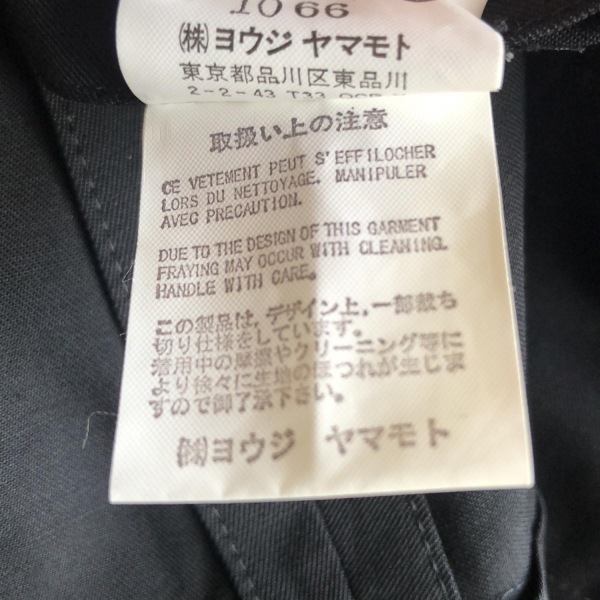 1066
(株)ヨウジ ヤマモト
東京都品川区東品川
2-2-43 T33
取扱い上の注意
CE VETEMENT PEUT S'EFFILOCHER
LORS DU NETTOYAGE. MANIPULER
AVEC PRECAUTION.
DUE TO THE DESIGN OF THIS GARMENT
FRAYING MAY OCCUR WITH CLEANING.
HANDLE WITH CARE.
この製品は、デザイン上、一部裁ち
切り仕様をしています。
着用中の摩擦やクリーニング等に
より徐々に生地のほつれが生じま
すので御了承下さい。
㈱ヨウジ ヤマモト